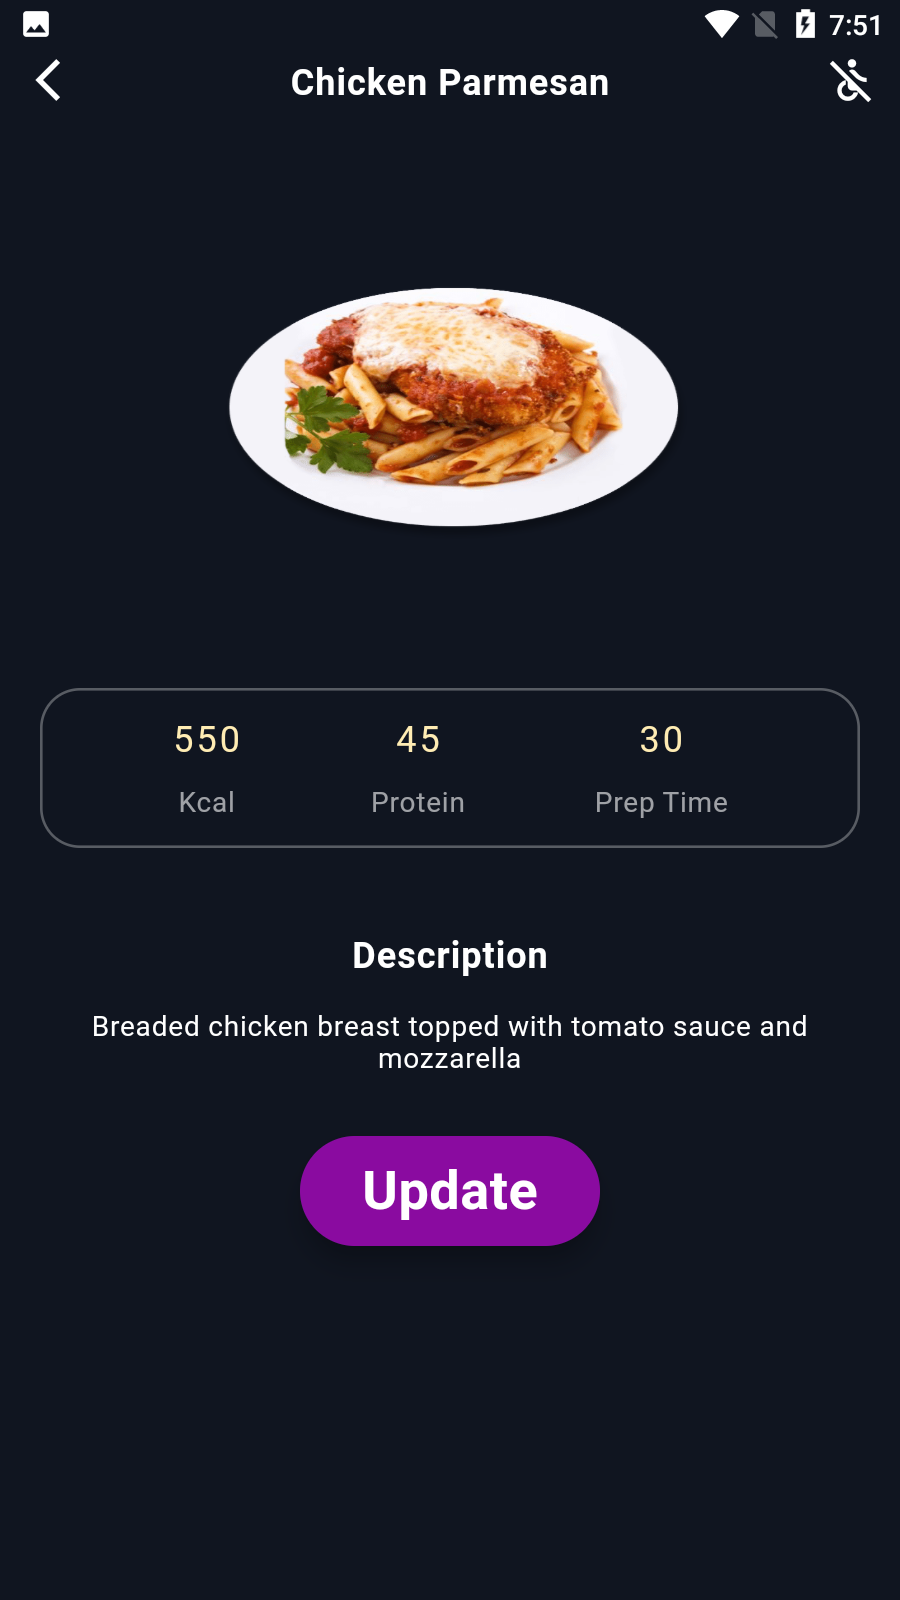 7:51
Chicken Parmesan
550 45 30
Kcal Protein Prep Time
Description
Breaded chicken breast topped with tomato sauce and
mozzarella
Update